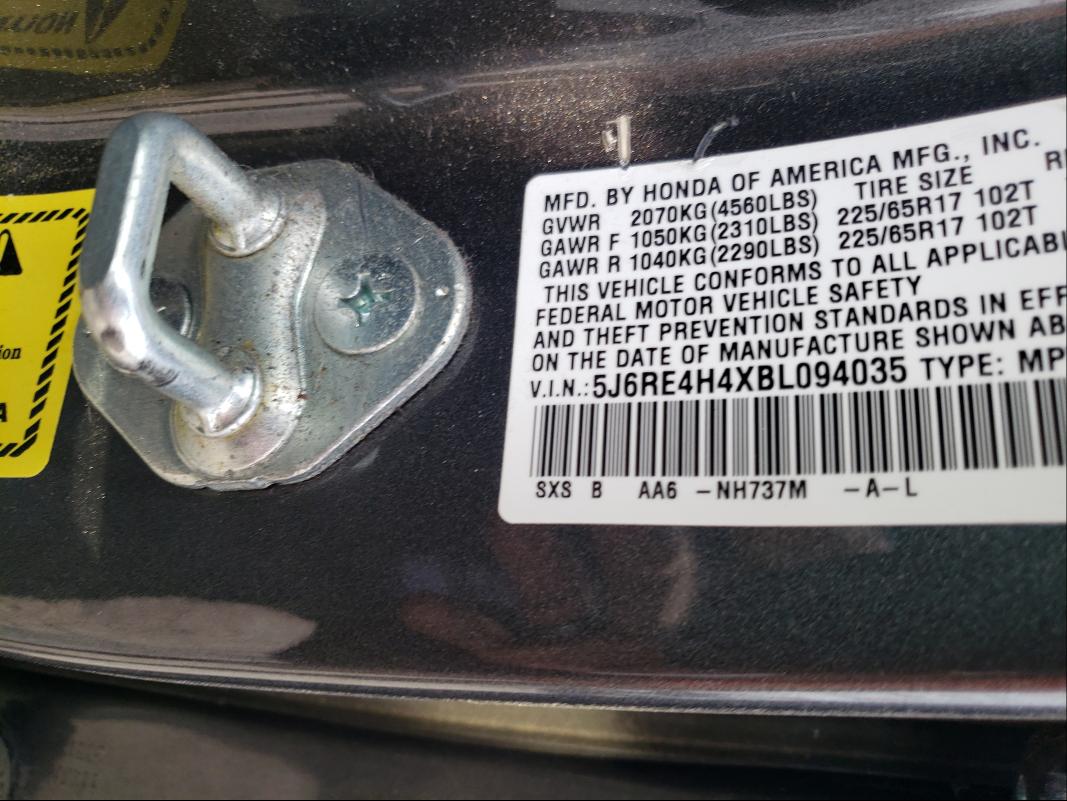 MFD. BY HONDA OF AMERICA MFG., INC.
GVWR 2070KG(4560LBS) TIRE SIZE
GAWR F 1050KG(2310LBS) 225/65R17 102T
GAWR R 1040KG(2290LBS) 225/65R17 102T
THIS VEHICLE CONFORMS TO ALL
FEDERAL MOTOR VEHICLE SAFETY
AND THEFT PREVENTION STANDARDS IN
ON THE DATE OF MANUFACTURE SHOWN
V.I.N.: 5J6RE4H4XBL094035 TYPE:
SXS B AA6 -NH737M -A-L